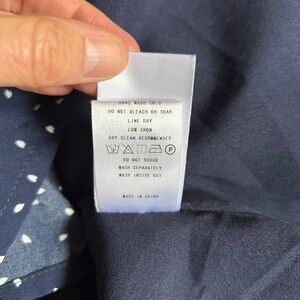 HAND WASH COLD
DO NOT BLEACH OR SOAK
LINE DRY
LOW IRON
DRY CLEAN RECOMMENDED
P
DO NOT SCRUB
WASH SEPARATELY
WASH INSIDE OUT
MADE IN CHINA